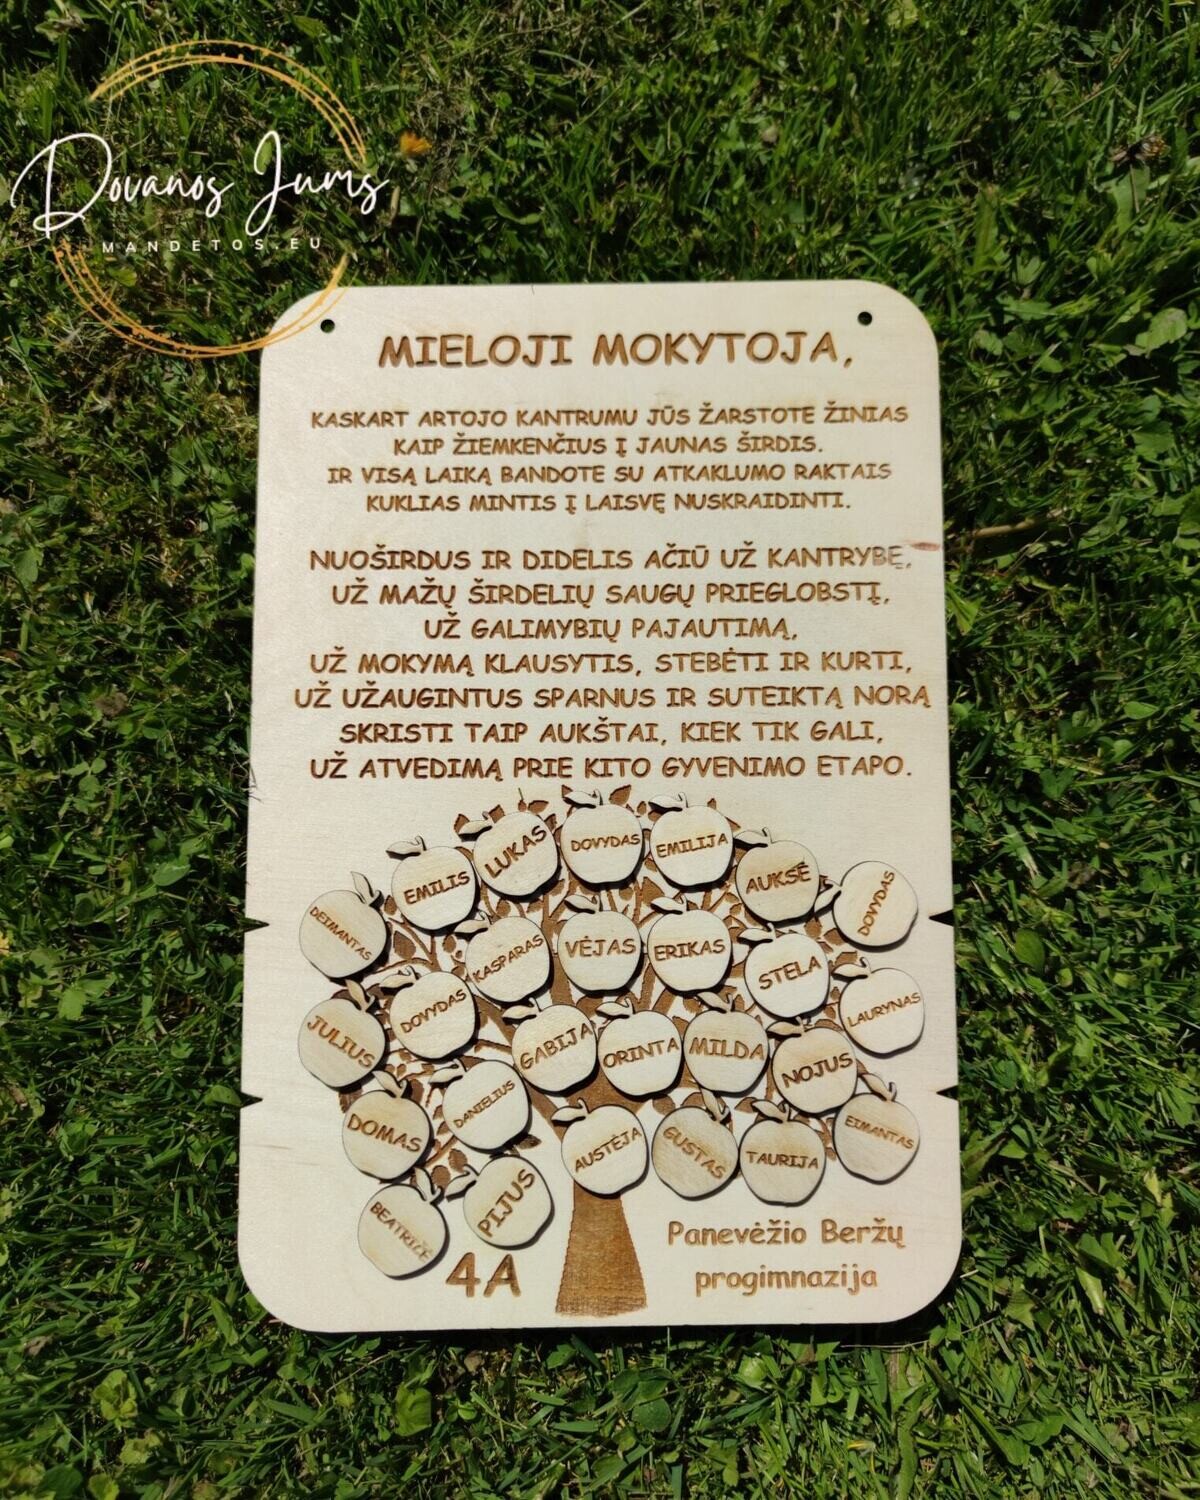 Dovanos Jums
MANDETOS.EU
MIELOJI MOKYTOJA,
KASKART ARTOJO KANTRUMU JŪS ŽARSTOTE ŽINIAS
KAIP ŽIEMKENČIUS Į JAUNAS ŠIRDIS.
IR VISĄ LAIKĄ BANDOTE SU ATKAKLUMO RAKTAIS
KUKLIAS MINTIS Į LAISVĘ NUSKRAIDINTI.
NUOŠIRDUS IR DIDELIS AČIŪ UŽ KANTRYBĘ,
UŽ MAŽŲ ŠIRDELIŲ SAUGŲ PRIEGLOBSTĮ,
UŽ GALIMYBIŲ PAJAUTIMĄ,
UŽ MOKYMĄ KLAUSYTIS, STEBĖTI IR KURTI,
UŽ UŽAUGINTUS SPARNUS IR SUTEIKTĄ NORĄ
SKRISTI TAIP AUKŠTAI, KIEK TIK GALI,
UŽ ATVEDIMĄ PRIE KITO GYVENIMO ETAPO.
LUKAS
DOVYDAS
EMILIJA
EMILIS
AUKSĖ
DOVYDAS
DEIMANTAS
KASPARAS
VĖJAS
ERIKAS
STELA
DOVYDAS
LAURYNAS
JULIUS
GABIJA
ORINTA
MILDA
NOJUS
DANIELIUS
DOMAS
AUSTĖJA
GUSTAS
TAURIJA
EIMANTAS
BEATRIČĖ
PIJUS
4A
Panevėžio Beržų
progimnazija